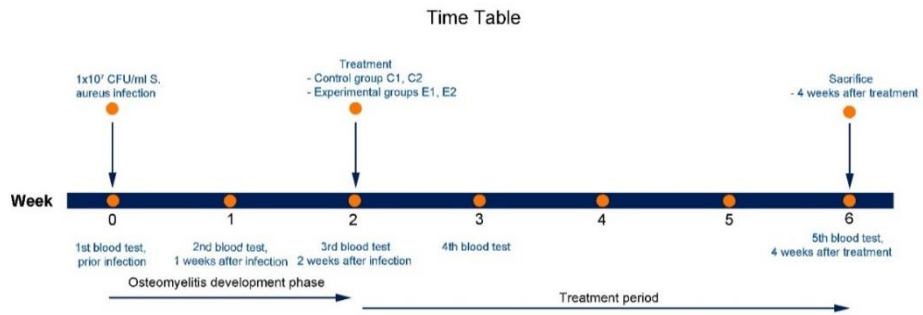 Time Table
1x10⁷ CFU/ml S.
aureus infection
Treatment
- Control group C1, C2
- Experimental groups E1, E2
Sacrifice
- 4 weeks after treatment
Week
0 1 2 3 4 5 6
1st blood test,
prior infection
2nd blood test,
1 weeks after infection
3rd blood test
2 weeks after infection
4th blood test
5th blood test,
4 weeks after treatment
Osteomyelitis development phase
Treatment period